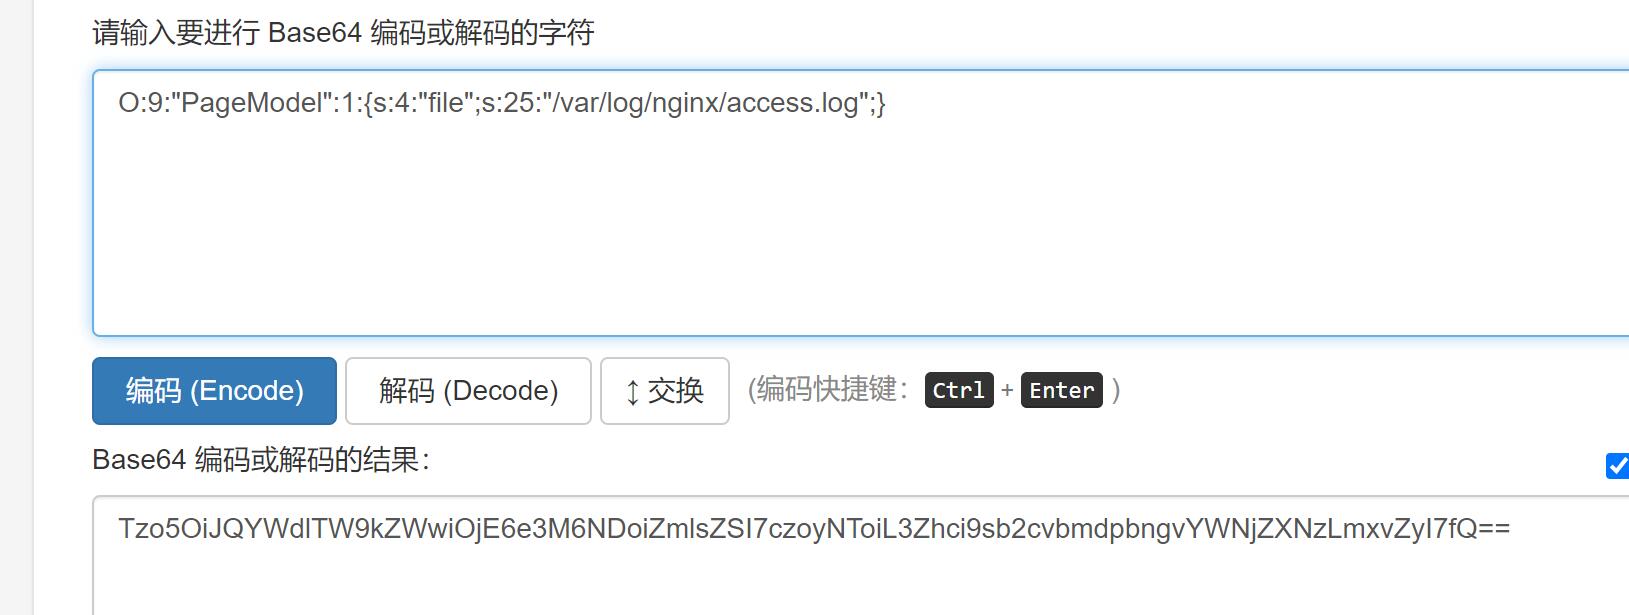 请输入要进行 Base64 编码或解码的字符
O:9:"PageModel":1:{s:4:"file";s:25:"/var/log/nginx/access.log";}
编码 (Encode) 解码 (Decode) ↕ 交换 (编码快捷键： Ctrl + Enter )
Base64 编码或解码的结果：
Tzo5OiJQYWdlTW9kZWwiOjE6e3M6NDoiZmlsZSI7czoyNToiL3Zhci9sb2cvbmdpbngvYWNjZXNzLmxvZyI7fQ==